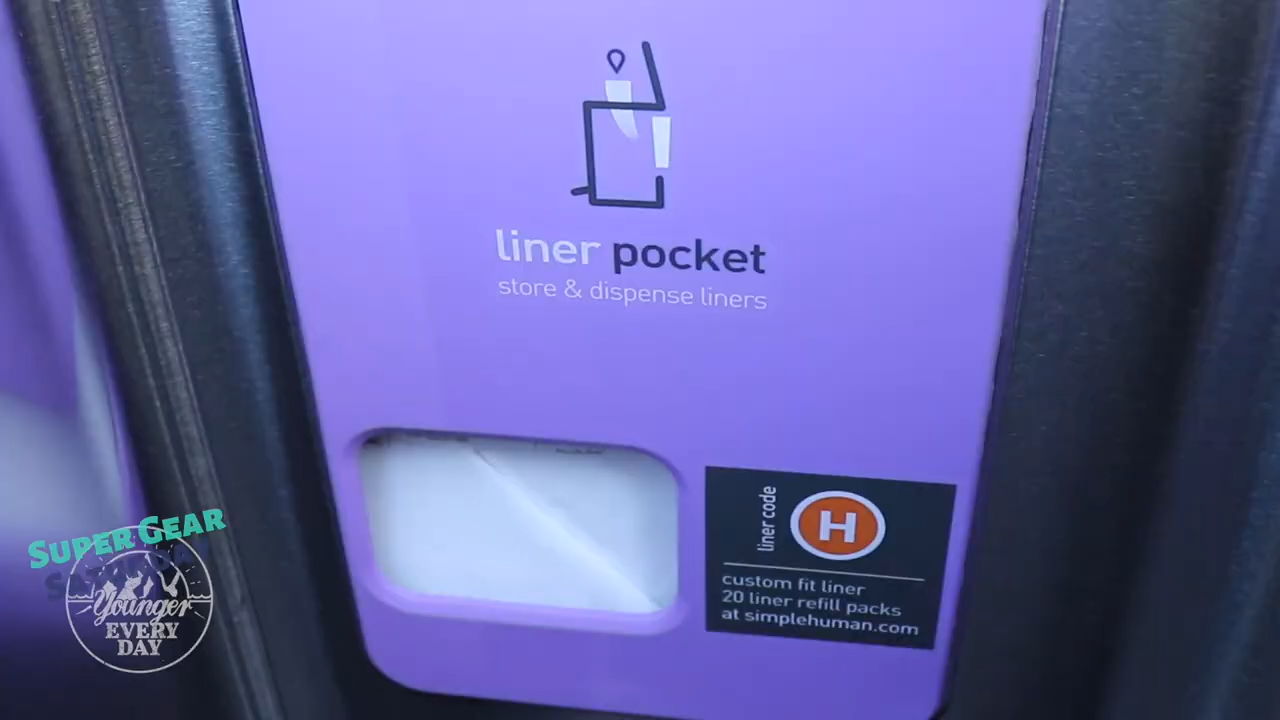 liner pocket
store & dispense liners
liner code
H
custom fit liner
20 liner refill packs
at simplehuman.com
SUPER GEAR
SATURDAY
Younger
EVERY
DAY